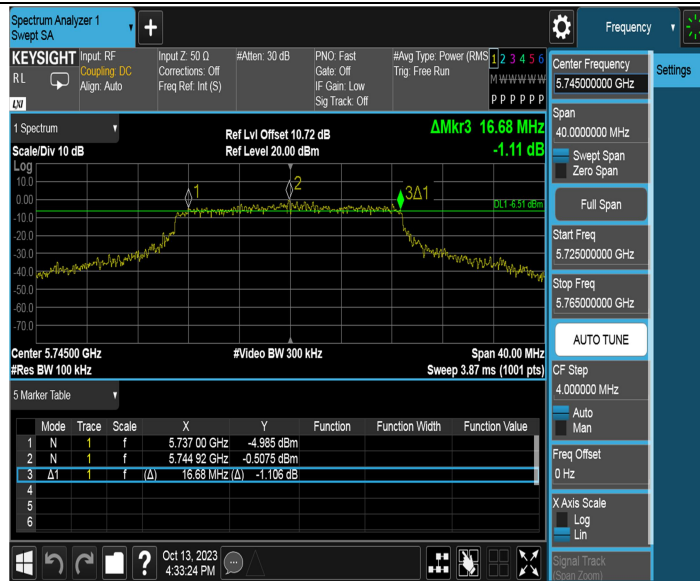 Spectrum Analyzer 1
Swept SA
Frequency
KEYSIGHT
RL
LXI
Input: RF
Coupling: DC
Align: Auto
Input Z: 50 Ω
Corrections: Off
Freq Ref: Int (S)
#Atten: 30 dB
PNO: Fast
Gate: Off
IF Gain: Low
Sig Track: Off
#Avg Type: Power (RMS
Trig: Free Run
1 2 3 4 5 6
M W W W W W
P P P P P P
Center Frequency
5.745000000 GHz
Settings
Span
40.0000000 MHz
Swept Span
Zero Span
Full Span
Start Freq
5.725000000 GHz
Stop Freq
5.765000000 GHz
AUTO TUNE
CF Step
4.000000 MHz
Auto
Man
Freq Offset
0 Hz
X Axis Scale
Log
Lin
Signal Track
(Span Zoom)
1 Spectrum
Scale/Div 10 dB
Ref Lvl Offset 10.72 dB
Ref Level 20.00 dBm
ΔMkr3 16.68 MHz
-1.11 dB
Log
10.0
0.00
-10.0
-20.0
-30.0
-40.0
-50.0
-60.0
-70.0
1
2
3Δ1
DL1 -6.51 dBm
Center 5.74500 GHz
#Video BW 300 kHz
Span 40.00 MHz
#Res BW 100 kHz
Sweep 3.87 ms (1001 pts)
5 Marker Table
Mode Trace Scale X Y Function Function Width Function Value
1 N 1 f 5.737 00 GHz -4.985 dBm
2 N 1 f 5.744 92 GHz -0.5075 dBm
3 Δ1 1 f (Δ) 16.68 MHz (Δ) -1.106 dB
4
5
6
?
Oct 13, 2023
4:33:24 PM